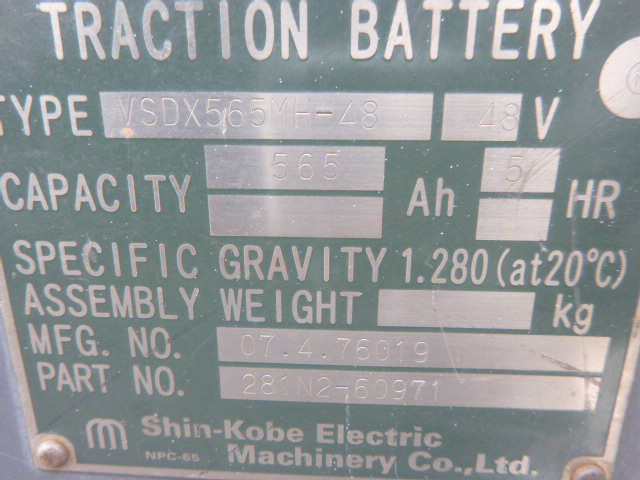 TRACTION BATTERY
TYPE VSDX565MH-48 48 V
565 5
CAPACITY Ah HR
SPECIFIC GRAVITY 1.280 (at20°C)
ASSEMBLY WEIGHT kg
MFG. NO. 07.4.76019
PART NO. 281N2-60971
m Shin-Kobe Electric
NPC-65 Machinery Co.,Ltd.